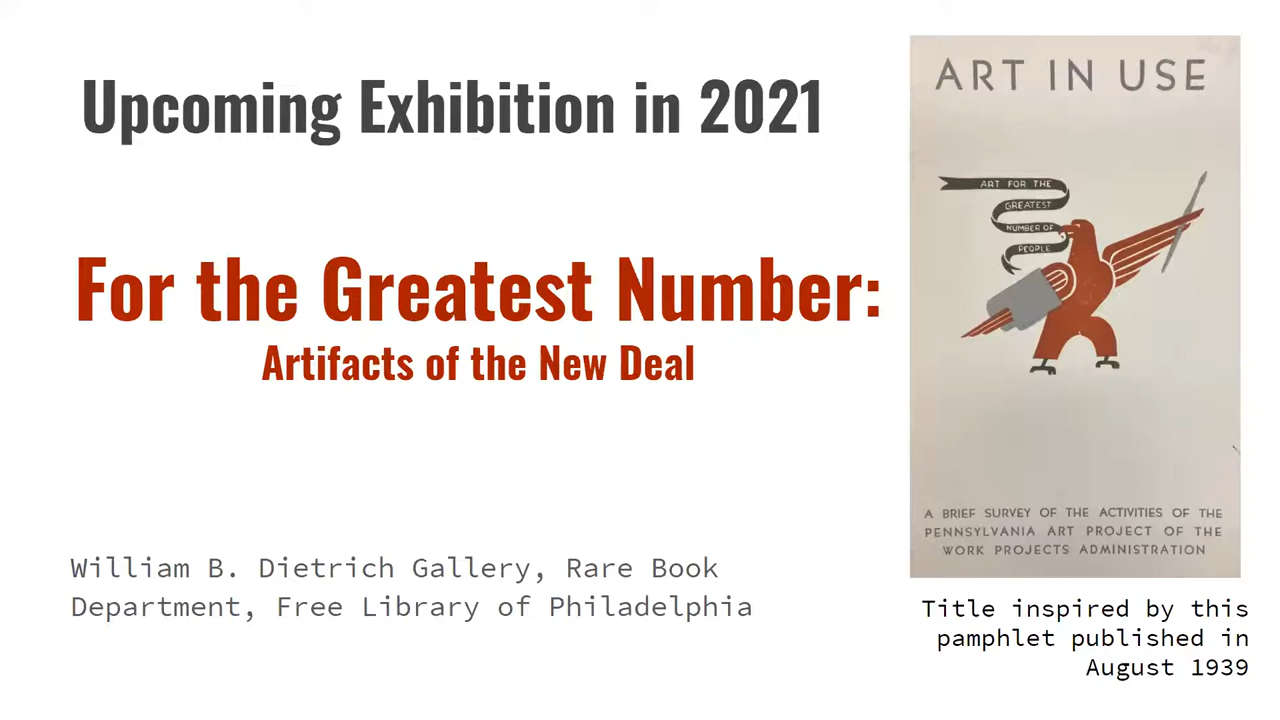 Upcoming Exhibition in 2021
For the Greatest Number:
Artifacts of the New Deal
William B. Dietrich Gallery, Rare Book
Department, Free Library of Philadelphia
ART IN USE
ART FOR THE
GREATEST
NUMBER OF
PEOPLE
A BRIEF SURVEY OF THE ACTIVITIES OF THE
PENNSYLVANIA ART PROJECT OF THE
WORK PROJECTS ADMINISTRATION
Title inspired by this
pamphlet published in
August 1939